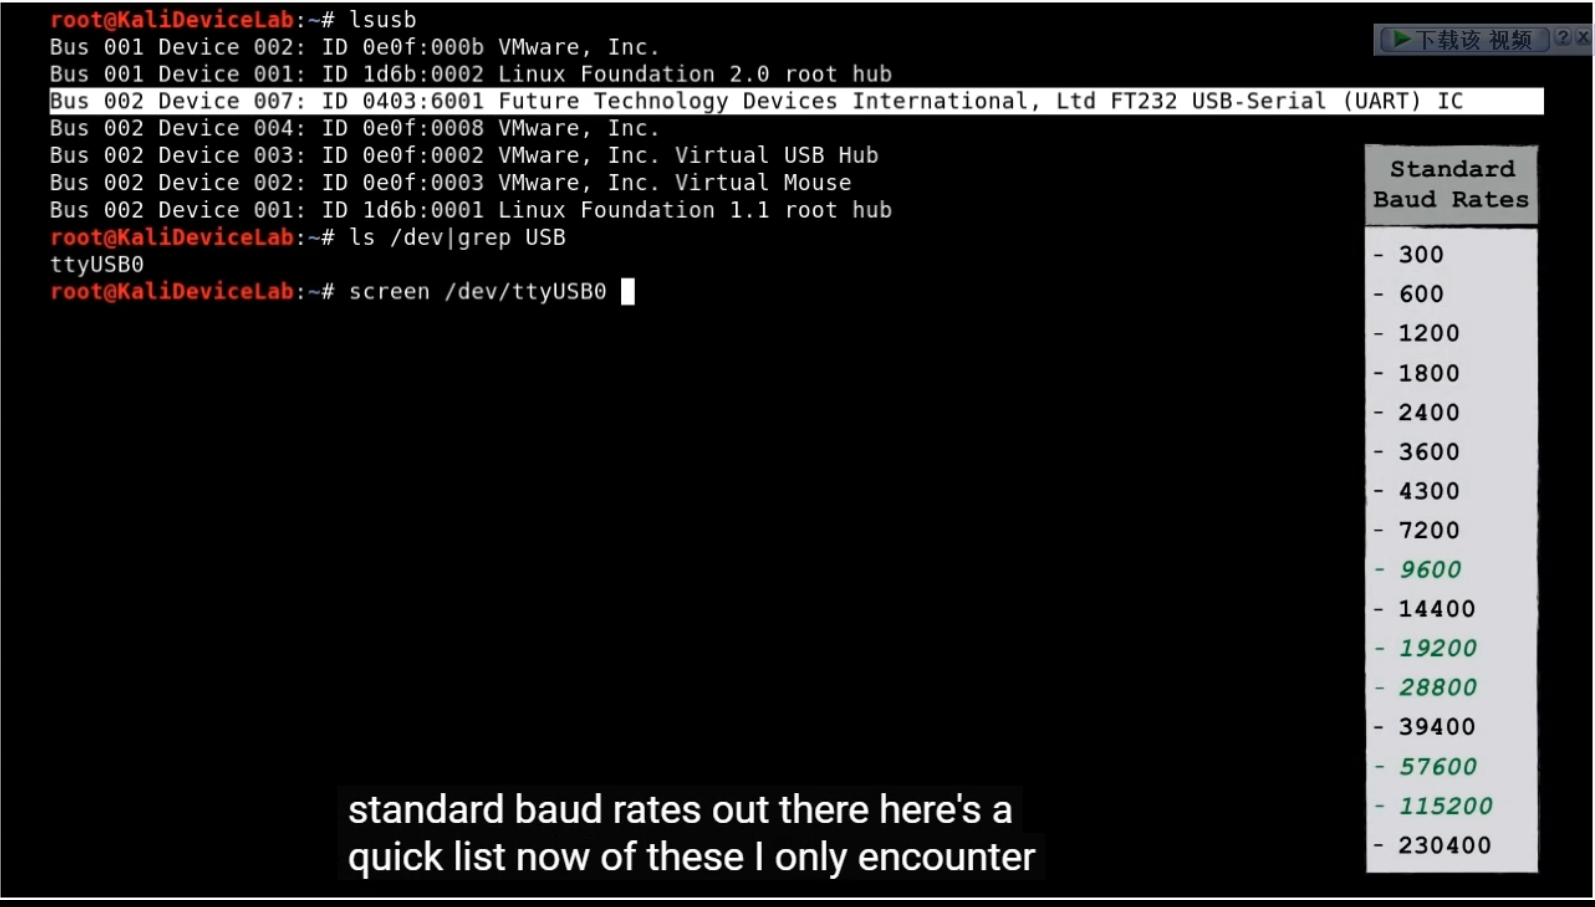 root@KaliDeviceLab:~# lsusb
Bus 001 Device 002: ID 0e0f:000b VMware, Inc.
Bus 001 Device 001: ID 1d6b:0002 Linux Foundation 2.0 root hub
Bus 002 Device 007: ID 0403:6001 Future Technology Devices International, Ltd FT232 USB-Serial (UART) IC
Bus 002 Device 004: ID 0e0f:0008 VMware, Inc.
Bus 002 Device 003: ID 0e0f:0002 VMware, Inc. Virtual USB Hub
Bus 002 Device 002: ID 0e0f:0003 VMware, Inc. Virtual Mouse
Bus 002 Device 001: ID 1d6b:0001 Linux Foundation 1.1 root hub
root@KaliDeviceLab:~# ls /dev|grep USB
ttyUSB0
root@KaliDeviceLab:~# screen /dev/ttyUSB0
下载该 视频 ? x
Standard
Baud Rates
- 300
- 600
- 1200
- 1800
- 2400
- 3600
- 4300
- 7200
- 9600
- 14400
- 19200
- 28800
- 39400
- 57600
- 115200
- 230400
standard baud rates out there here's a
quick list now of these I only encounter